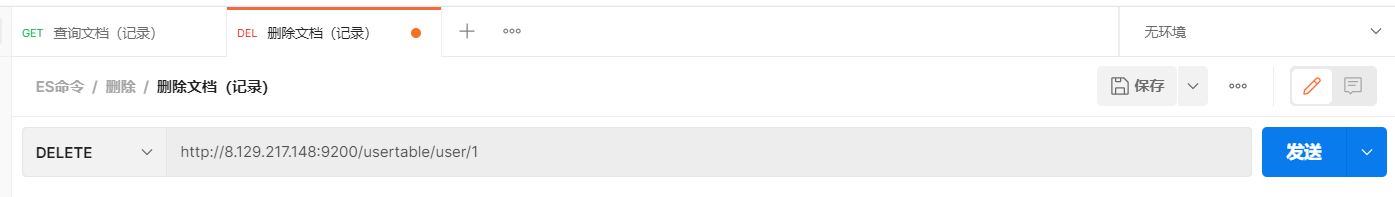 GET 查询文档（记录） DEL 删除文档（记录） 无环境
ES命令 / 删除 / 删除文档（记录） 保存
DELETE http://8.129.217.148:9200/usertable/user/1 发送